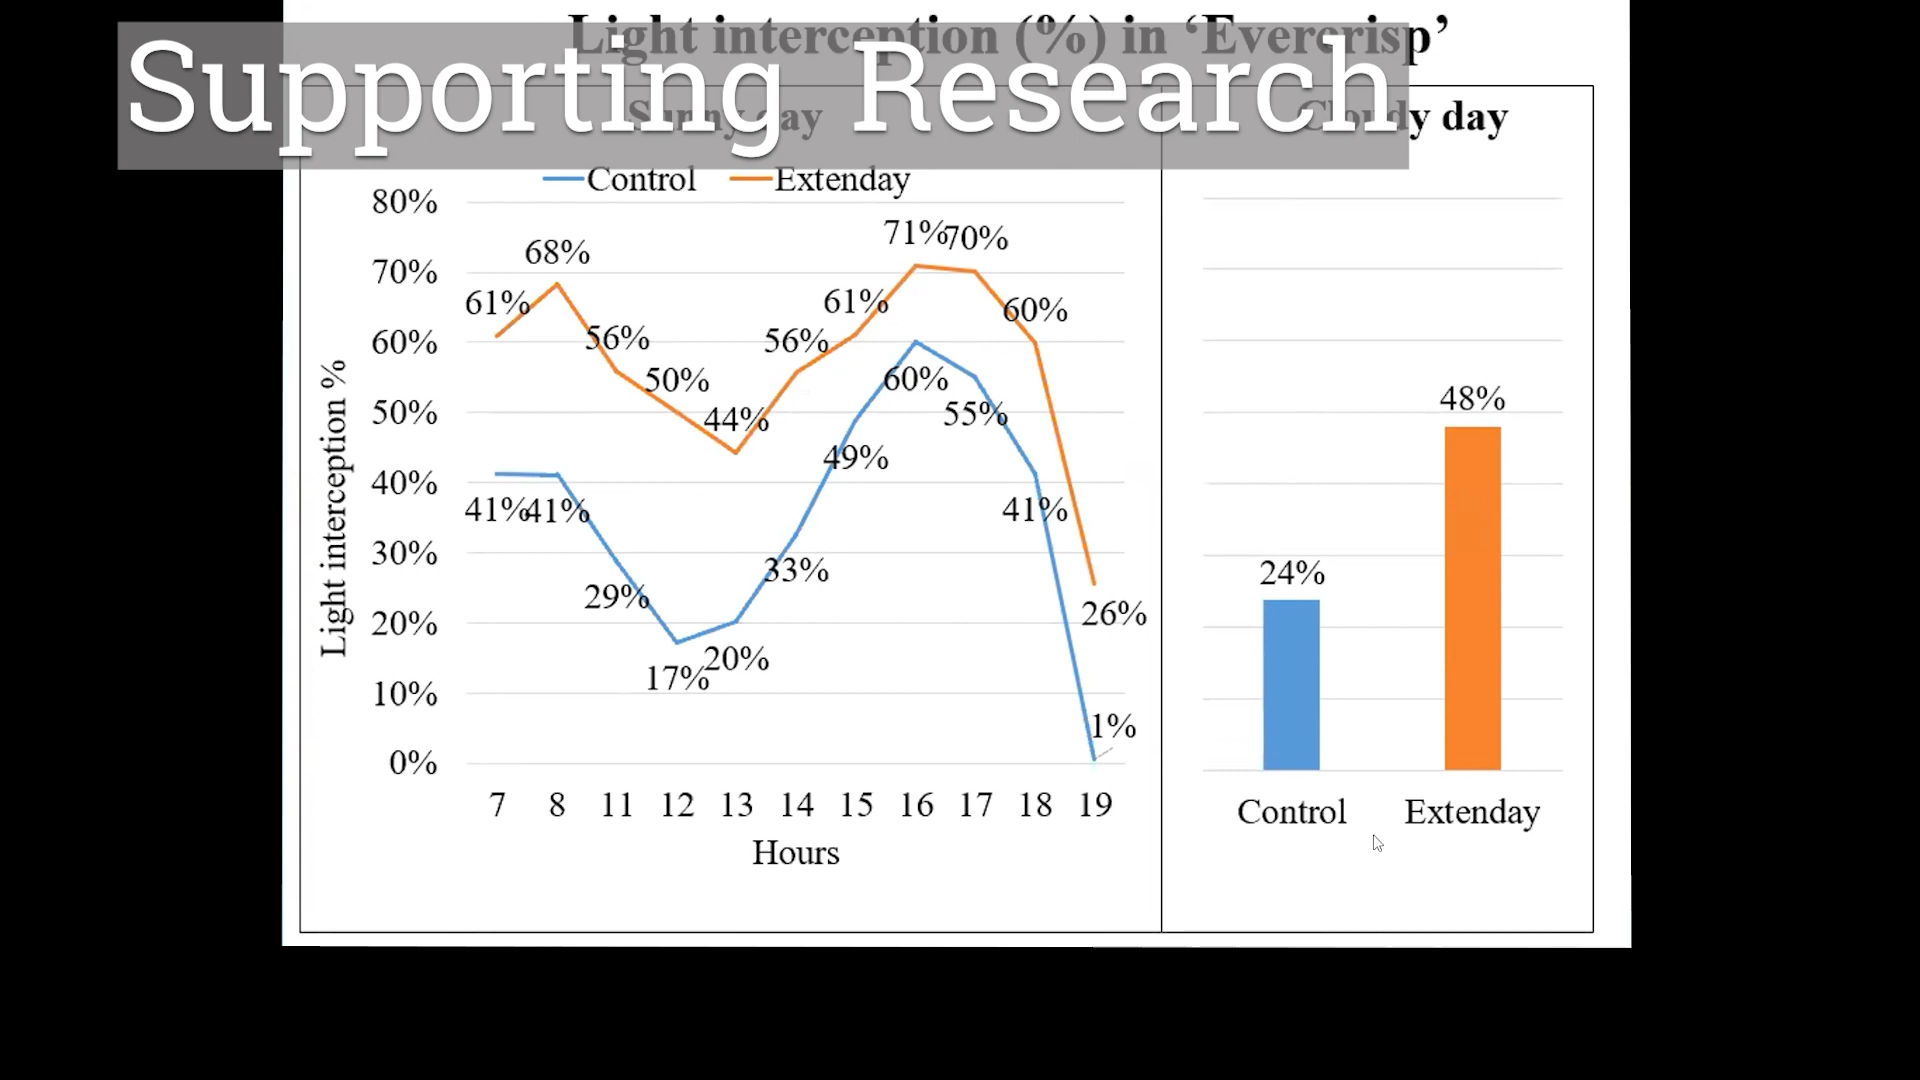 Supporting Research
Light interception (%) in ‘Evercrisp’
Sunny day
Cloudy day
Control Extenday
80%
70%
60%
50%
40%
30%
20%
10%
0%
Light interception %
61% 68% 56% 50% 44% 56% 61% 71% 70% 60% 26%
41% 41% 29% 17% 20% 33% 49% 60% 55% 41% 1%
7 8 11 12 13 14 15 16 17 18 19
Hours
24% 48%
Control Extenday